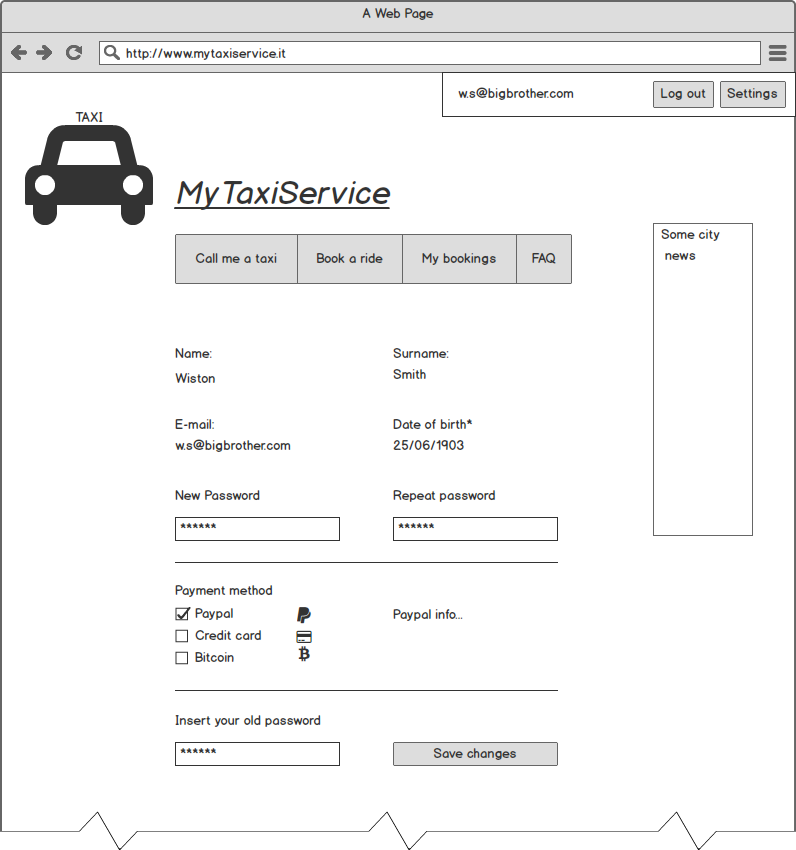 A Web Page
http://www.mytaxiservice.it
w.s@bigbrother.com Log out Settings
TAXI
MyTaxiService
Call me a taxi Book a ride My bookings FAQ
Some city
news
Name: Surname:
Wiston Smith
E-mail: Date of birth*
w.s@bigbrother.com 25/06/1903
New Password Repeat password
****** ******
Payment method
Paypal Paypal info...
Credit card
Bitcoin
Insert your old password
****** Save changes